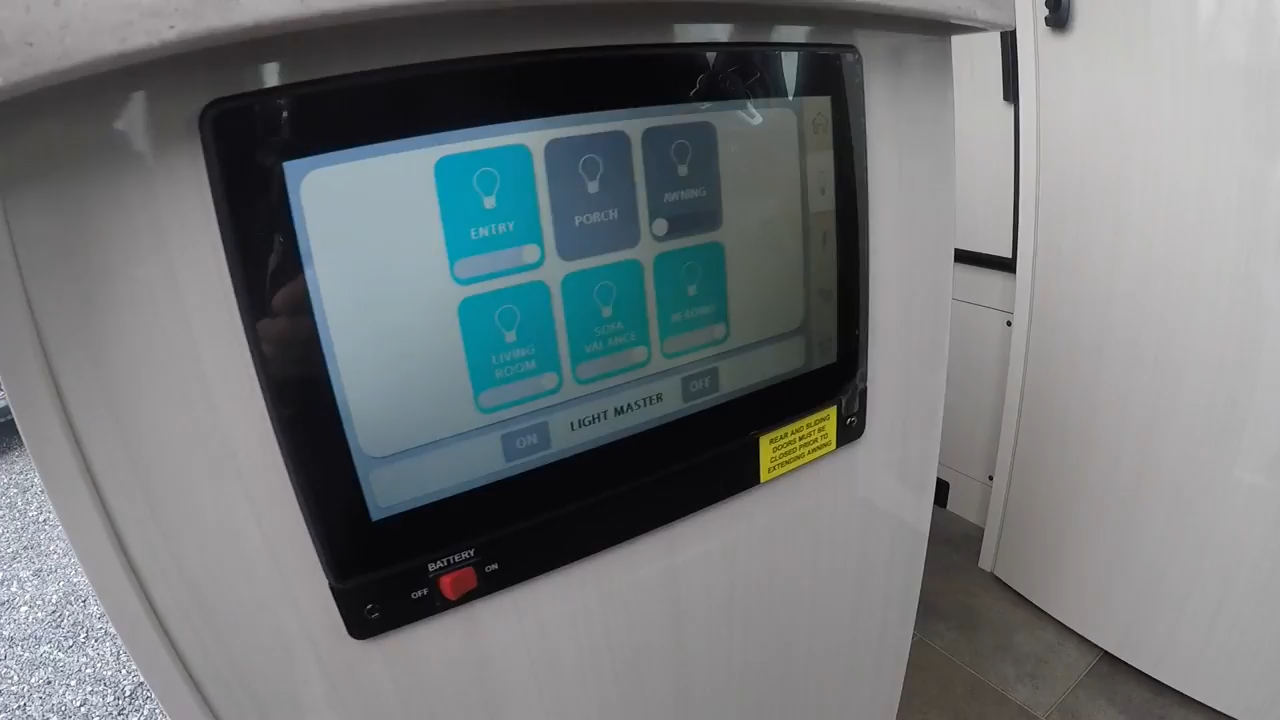 ENTRY
PORCH
AWNING
LIVING
ROOM
SOFA
VALANCE
READING
ON
LIGHT MASTER
OFF
REAR AND SLIDING
DOORS MUST BE
CLOSED PRIOR TO
EXTENDING AWNING
BATTERY
OFF
ON